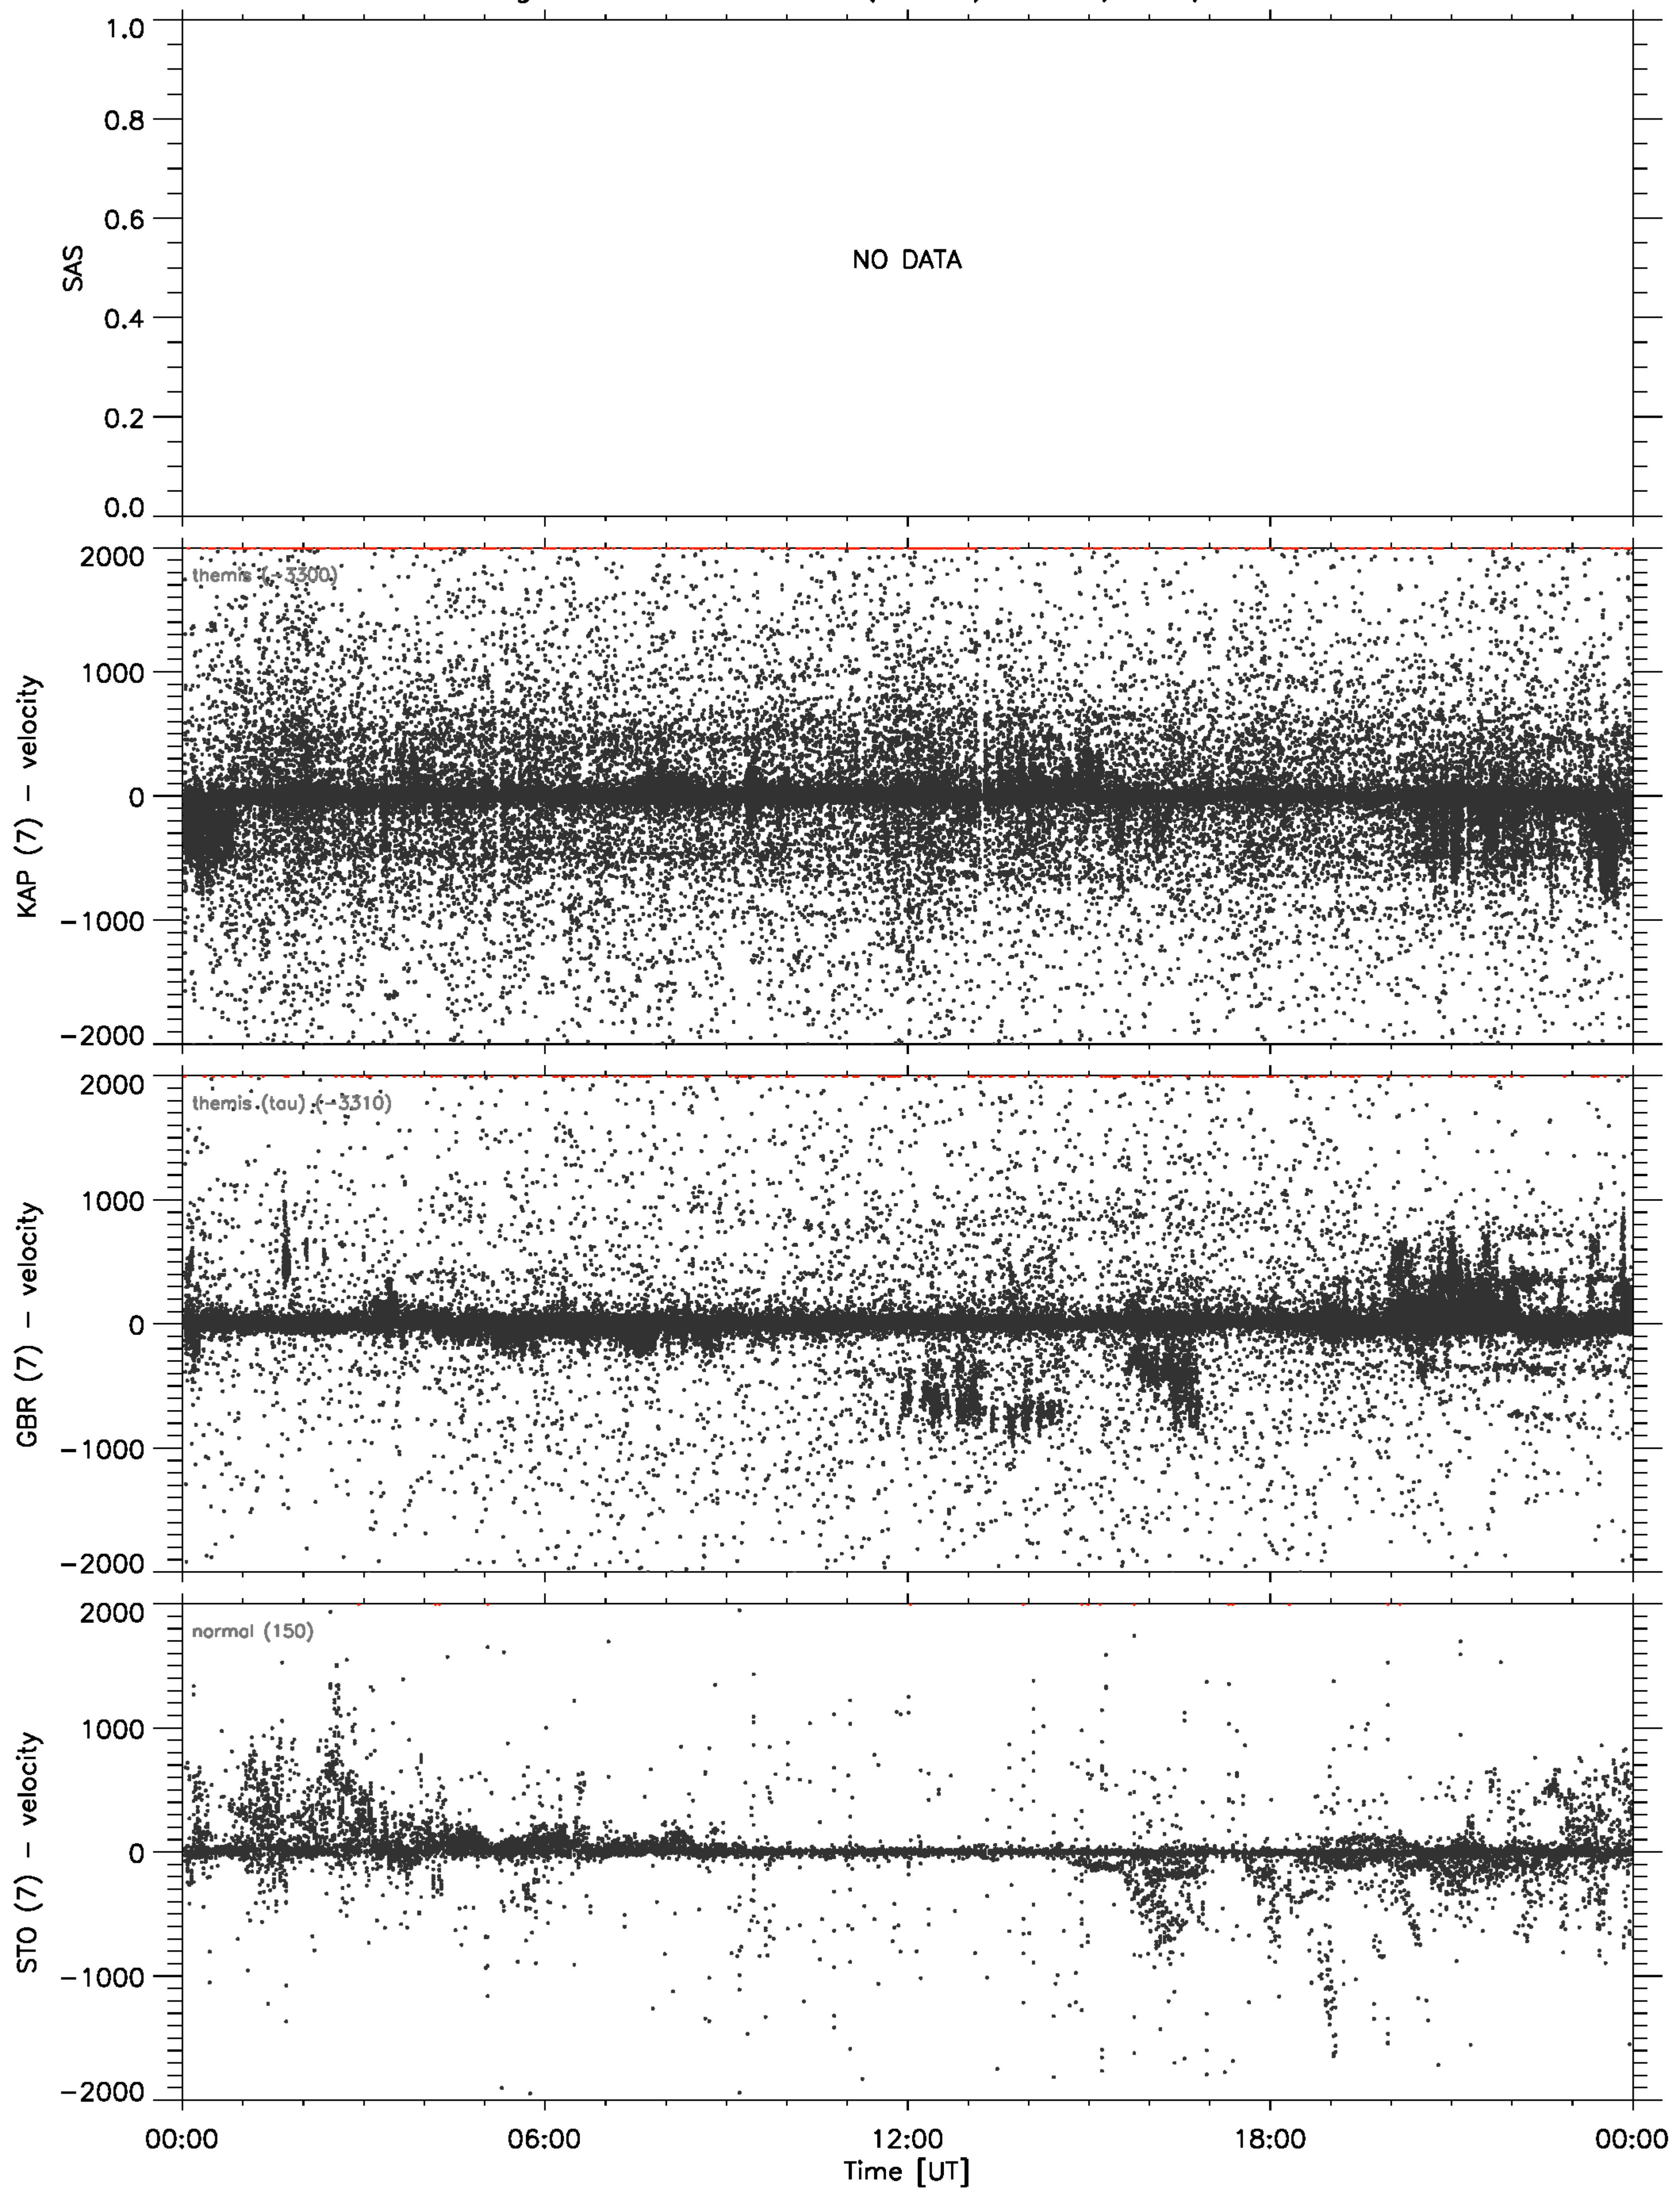 1.0
0.8
0.6
0.4
0.2
0.0
SAS
NO DATA
2000
1000
0
−1000
−2000
KAP (7) − velocity
themis (−3300)
2000
1000
0
−1000
−2000
GBR (7) − velocity
themis (tau) (−3310)
2000
1000
0
−1000
−2000
STO (7) − velocity
normal (150)
00:00 06:00 12:00 18:00 00:00
Time [UT]